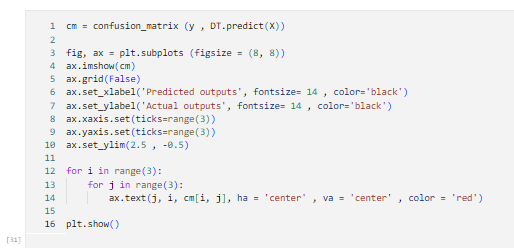 1 cm = confusion_matrix (y , DT.predict(X))
2
3 fig, ax = plt.subplots (figsize = (8, 8))
4 ax.imshow(cm)
5 ax.grid(False)
6 ax.set_xlabel('Predicted outputs', fontsize= 14 , color='black')
7 ax.set_ylabel('Actual outputs', fontsize= 14 , color='black')
8 ax.xaxis.set(ticks=range(3))
9 ax.yaxis.set(ticks=range(3))
10 ax.set_ylim(2.5 , -0.5)
11
12 for i in range(3):
13     for j in range(3):
14         ax.text(j, i, cm[i, j], ha = 'center' , va = 'center' , color = 'red')
15
16 plt.show()
[31]